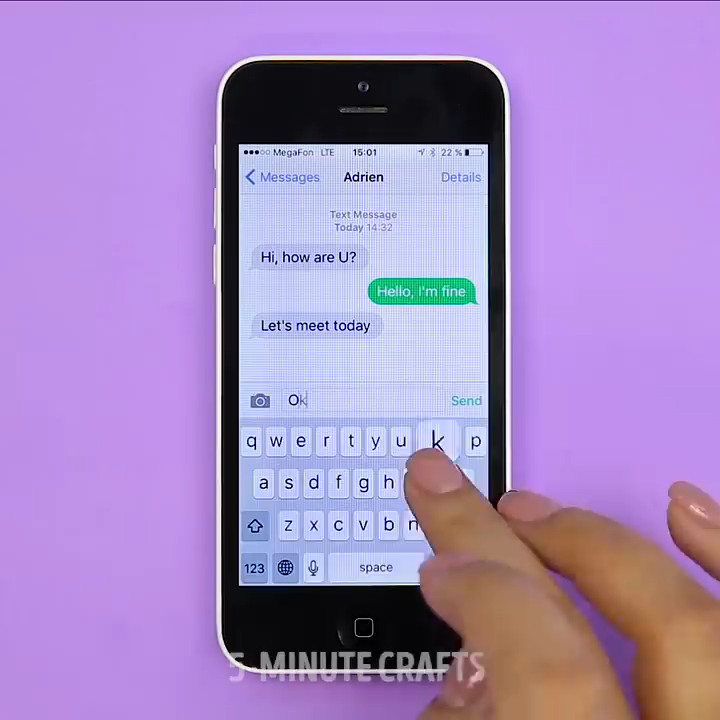 MegaFon LTE 15:01 22 %
Messages Adrien Details
Text Message
Today 14:32
Hi, how are U?
Hello, I'm fine
Let's meet today
Ok Send
q w e r t y u k p
a s d f g h
z x c v b n
123 space
5-MINUTE CRAFTS